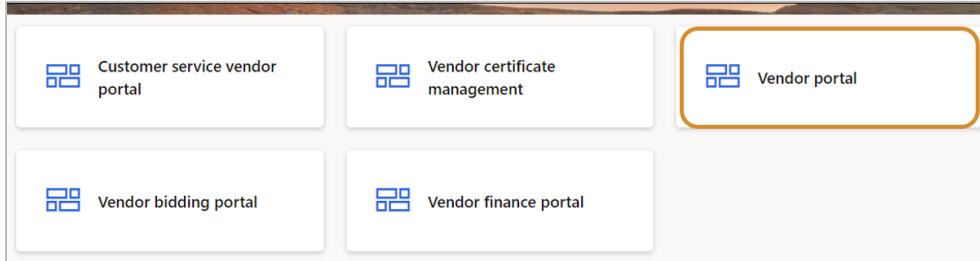 Customer service vendor
portal
Vendor certificate
management
Vendor portal
Vendor bidding portal
Vendor finance portal